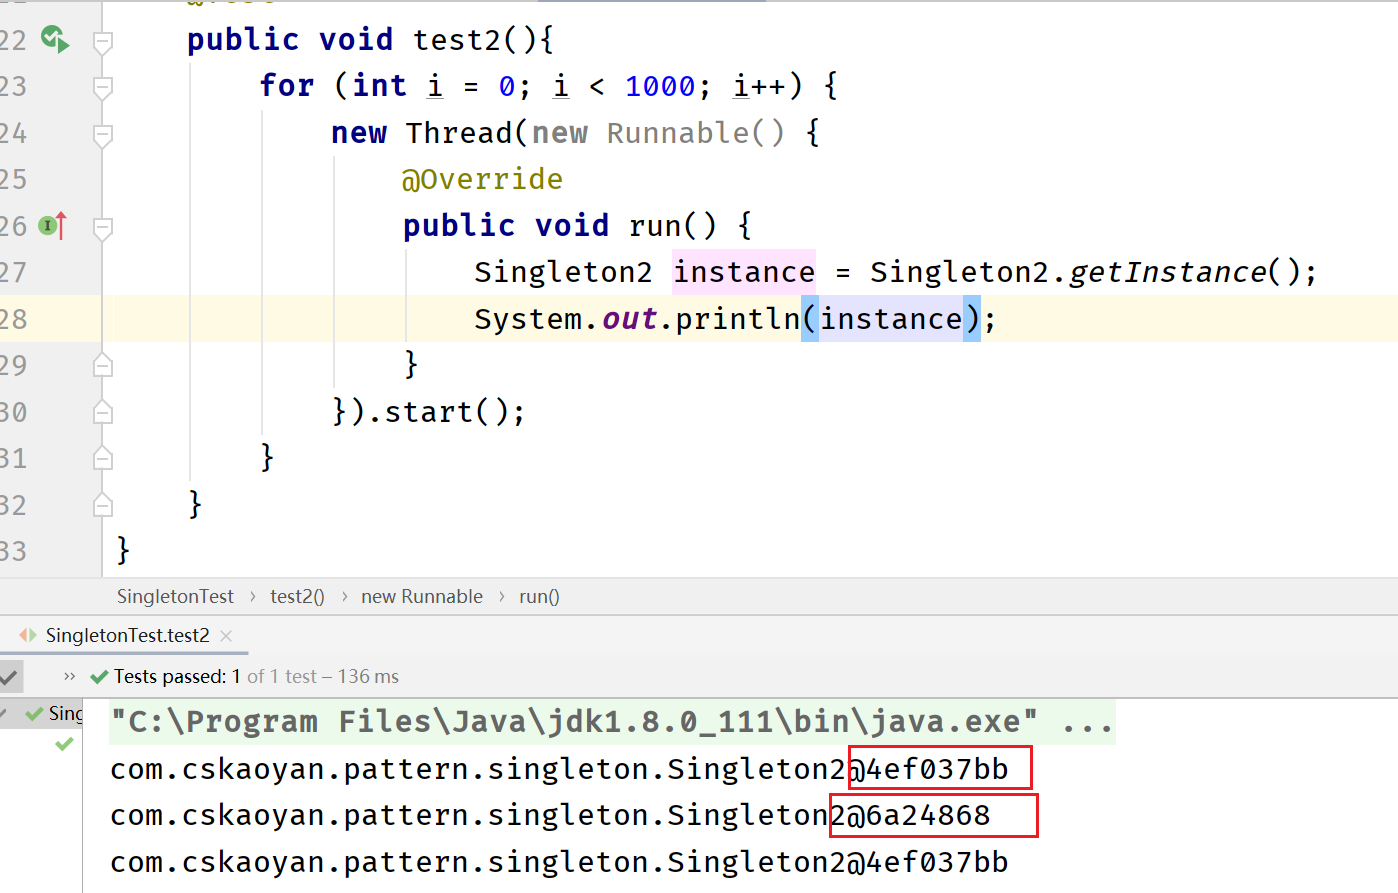 22 public void test2(){
23 for (int i = 0; i < 1000; i++) {
24 new Thread(new Runnable() {
25 @Override
26 public void run() {
27 Singleton2 instance = Singleton2.getInstance();
28 System.out.println(instance);
29 }
30 }).start();
31 }
32 }
33 }
SingletonTest › test2() › new Runnable › run()
SingletonTest.test2 ×
» Tests passed: 1 of 1 test – 136 ms
Sing
"C:\Program Files\Java\jdk1.8.0_111\bin\java.exe" ...
com.cskaoyan.pattern.singleton.Singleton2@4ef037bb
com.cskaoyan.pattern.singleton.Singleton2@6a24868
com.cskaoyan.pattern.singleton.Singleton2@4ef037bb